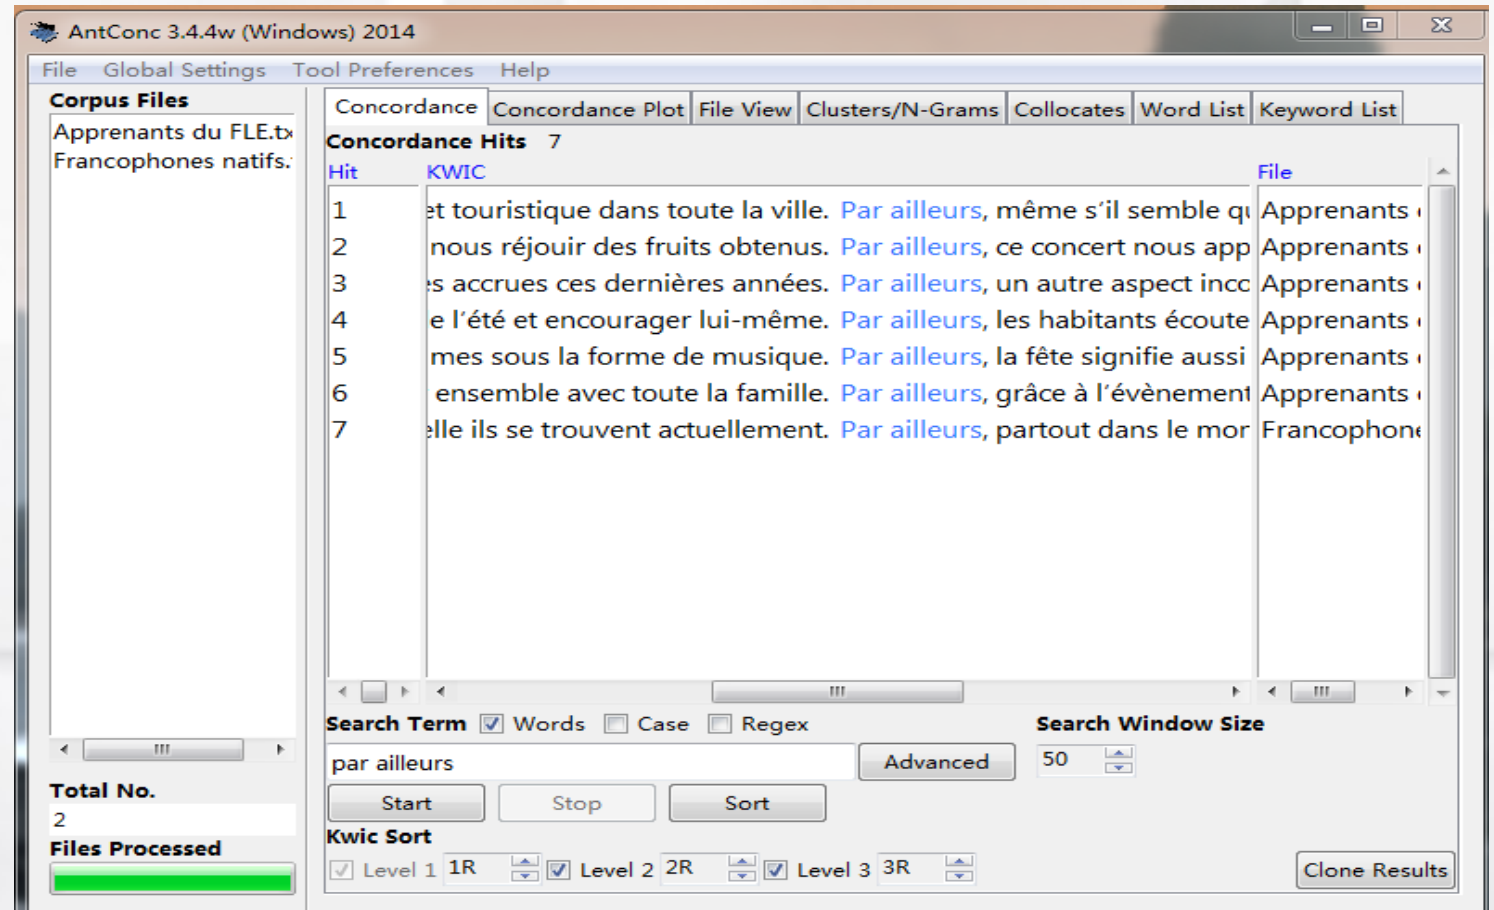 AntConc 3.4.4w (Windows) 2014
File Global Settings Tool Preferences Help
Corpus Files
Apprenants du FLE.tx
Francophones natifs.
Total No.
2
Files Processed
Concordance Concordance Plot File View Clusters/N-Grams Collocates Word List Keyword List
Concordance Hits 7
Hit KWIC File
1 et touristique dans toute la ville. Par ailleurs, même s'il semble qu Apprenants
2 nous réjouir des fruits obtenus. Par ailleurs, ce concert nous app Apprenants
3 es accrues ces dernières années. Par ailleurs, un autre aspect inco Apprenants
4 e l'été et encourager lui-même. Par ailleurs, les habitants écoute Apprenants
5 mes sous la forme de musique. Par ailleurs, la fête signifie aussi Apprenants
6 ensemble avec toute la famille. Par ailleurs, grâce à l'évènement Apprenants
7 elle ils se trouvent actuellement. Par ailleurs, partout dans le mor Francophone
Search Term Words Case Regex Search Window Size
par ailleurs Advanced 50
Start Stop Sort
Kwic Sort
Level 1 1R Level 2 2R Level 3 3R Clone Results